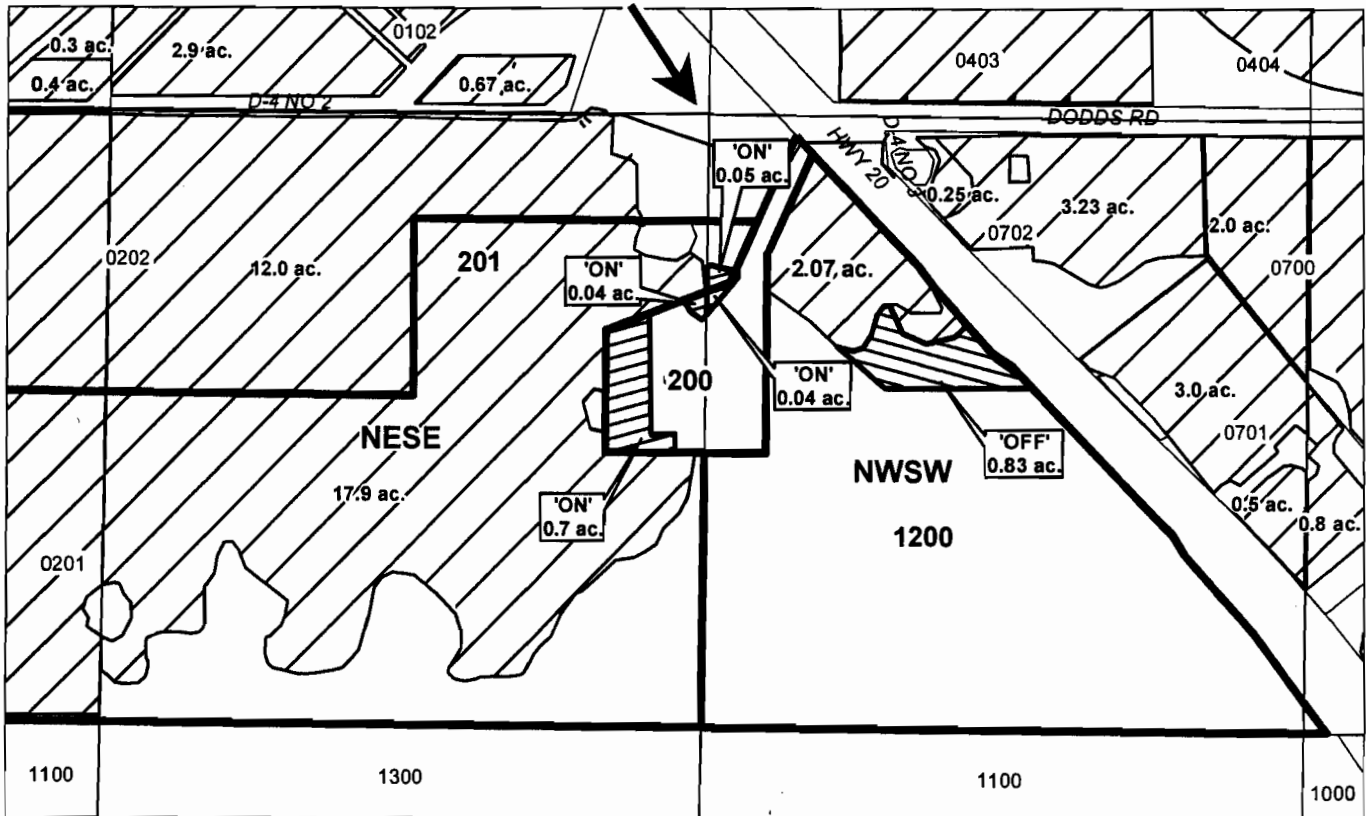 0.3 ac.
2.9 ac.
0102
0403
0404
0.4 ac.
0.67 ac.
D-4 NO 2
DODDS RD
'ON'
0.05 ac.
HWY 20
D-4 (NO 3
0.25 ac.
3.23 ac.
0702
2.0 ac.
0202
12.0 ac.
201
'ON'
0.04 ac.
2.07 ac.
0700
200
'ON'
0.04 ac.
3.0 ac.
0701
NESE
'OFF'
0.83 ac.
NWSW
17.9 ac.
'ON'
0.7 ac.
0.5 ac.
0.8 ac.
1200
0201
1100
1300
1100
1000